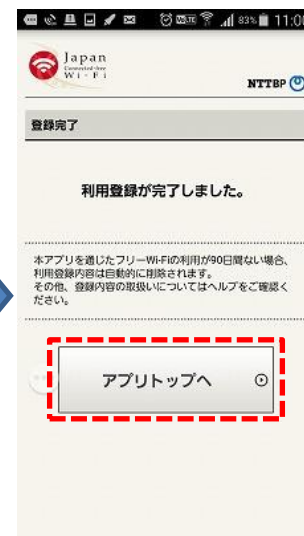 83% 11:00
Japan
Connected-free
Wi-Fi
NTTBP
登録完了
利用登録が完了しました。
本アプリを通じたフリーWi-Fiの利用が90日間ない場合、
利用登録内容は自動的に削除されます。
その他、登録内容の取扱いについてはヘルプをご確認く
ださい。
アプリトップへ